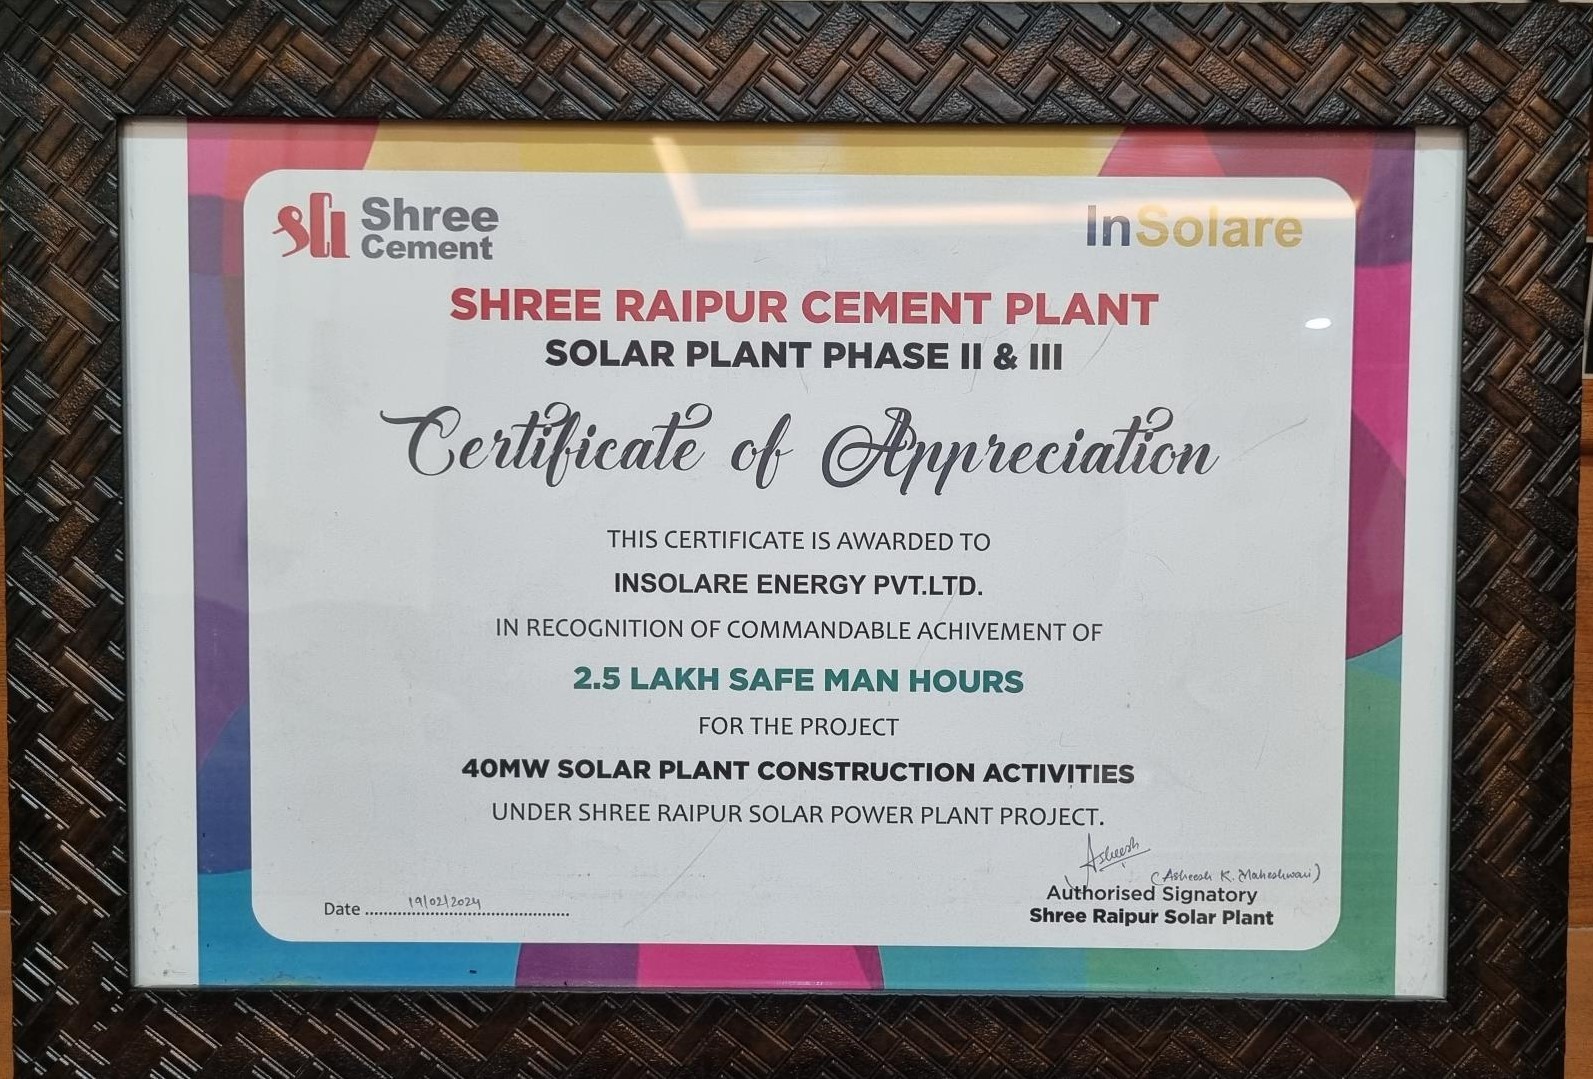 sCl Shree
Cement
InSolare
SHREE RAIPUR CEMENT PLANT
SOLAR PLANT PHASE II & III
Certificate of Appreciation
THIS CERTIFICATE IS AWARDED TO
INSOLARE ENERGY PVT.LTD.
IN RECOGNITION OF COMMANDABLE ACHIVEMENT OF
2.5 LAKH SAFE MAN HOURS
FOR THE PROJECT
40MW SOLAR PLANT CONSTRUCTION ACTIVITIES
UNDER SHREE RAIPUR SOLAR POWER PLANT PROJECT.
Asheesh
(Asheesh K. Maheshwari)
Authorised Signatory
Shree Raipur Solar Plant
Date 19/02/2024